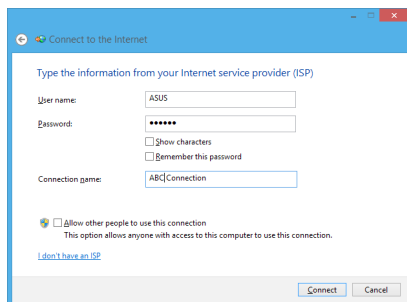 Connect to the Internet
Type the information from your Internet service provider (ISP)
User name: ASUS
Password: ••••••
Show characters
Remember this password
Connection name: ABC Connection
Allow other people to use this connection
This option allows anyone with access to this computer to use this connection.
I don't have an ISP
Connect Cancel